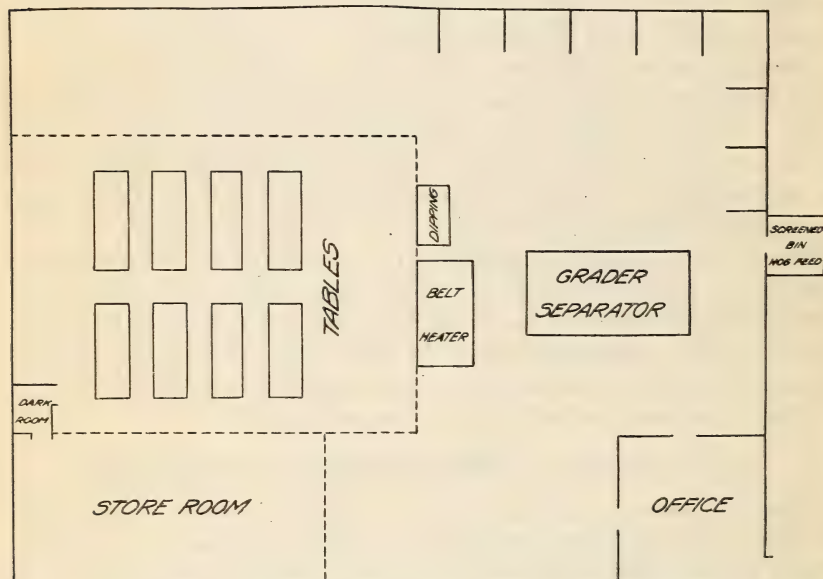 DIPPING
SCREENED
BIN
HOG FEED
TABLES
GRADER
SEPARATOR
BELT
HEATER
DARK
ROOM
STORE ROOM
OFFICE